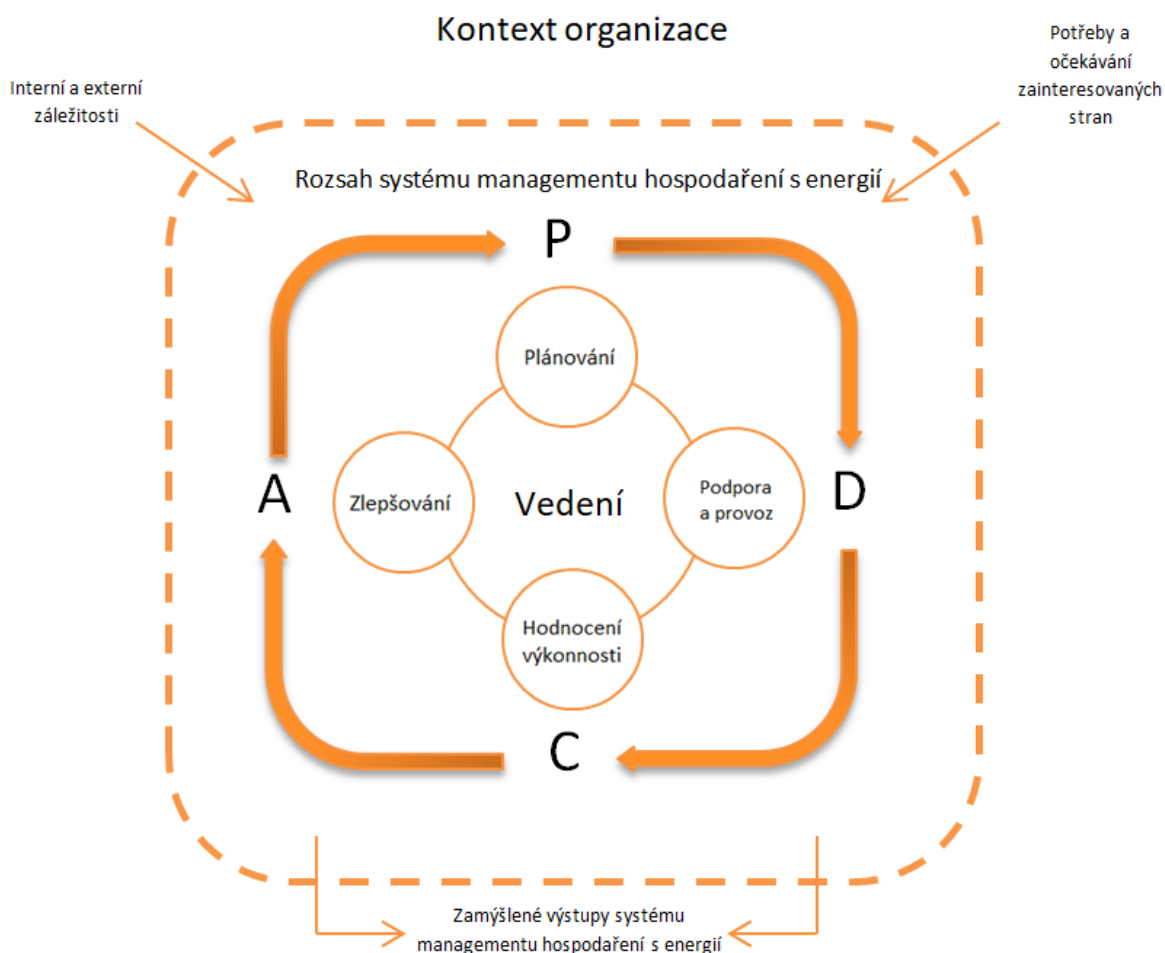 Kontext organizace
Potřeby a
očekávání
zainteresovaných
stran
Interní a externí
záležitosti
Rozsah systému managementu hospodaření s energií
P
Plánování
A
Zlepšování
Vedení
Podpora
a provoz
D
Hodnocení
výkonnosti
C
Zamýšlené výstupy systému
managementu hospodaření s energií